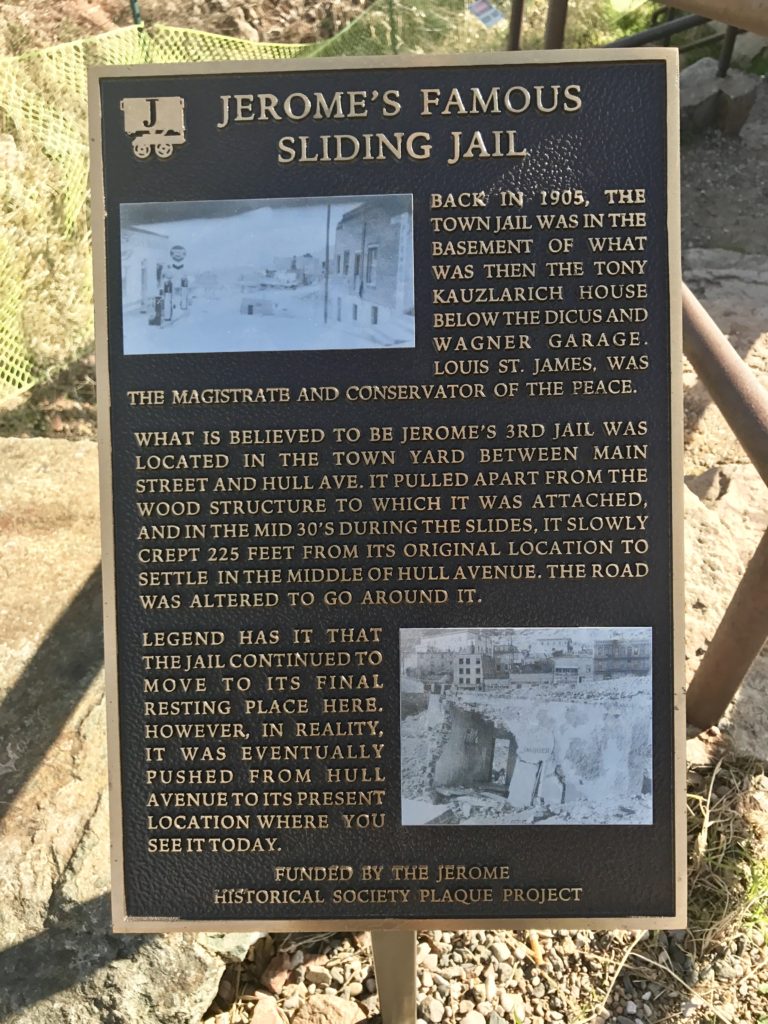 J
JEROME'S FAMOUS
SLIDING JAIL
BACK IN 1905, THE
TOWN JAIL WAS IN THE
BASEMENT OF WHAT
WAS THEN THE TONY
KAUZLARICH HOUSE
BELOW THE DICUS AND
WAGNER GARAGE.
LOUIS ST. JAMES, WAS
THE MAGISTRATE AND CONSERVATOR OF THE PEACE.
WHAT IS BELIEVED TO BE JEROME'S 3RD JAIL WAS
LOCATED IN THE TOWN YARD BETWEEN MAIN
STREET AND HULL AVE. IT PULLED APART FROM THE
WOOD STRUCTURE TO WHICH IT WAS ATTACHED,
AND IN THE MID 30'S DURING THE SLIDES, IT SLOWLY
CREPT 225 FEET FROM ITS ORIGINAL LOCATION TO
SETTLE IN THE MIDDLE OF HULL AVENUE. THE ROAD
WAS ALTERED TO GO AROUND IT.
LEGEND HAS IT THAT
THE JAIL CONTINUED TO
MOVE TO ITS FINAL
RESTING PLACE HERE.
HOWEVER, IN REALITY,
IT WAS EVENTUALLY
PUSHED FROM HULL
AVENUE TO ITS PRESENT
LOCATION WHERE YOU
SEE IT TODAY.
FUNDED BY THE JEROME
HISTORICAL SOCIETY PLAQUE PROJECT